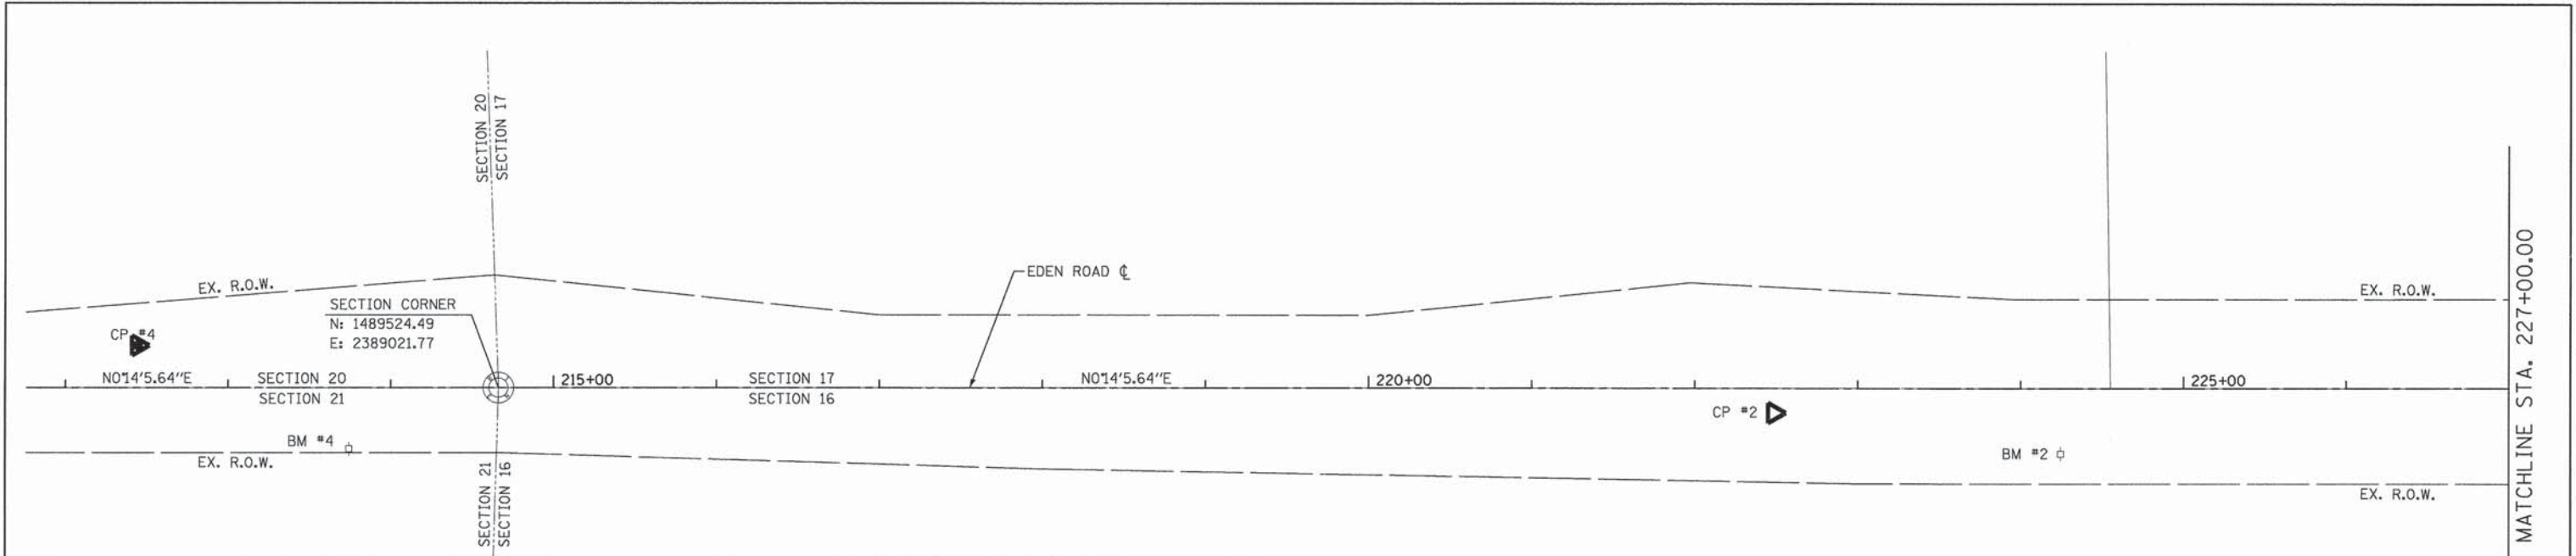 SECTION 20
SECTION 17
EX. R.O.W.
SECTION CORNER
N: 1489524.49
E: 2389021.77
EDEN ROAD ℄
EX. R.O.W.
CP #4
N0°14'5.64"E
SECTION 20
215+00
SECTION 17
N0°14'5.64"E
220+00
225+00
SECTION 21
SECTION 16
CP #2
BM #4
EX. R.O.W.
BM #2
EX. R.O.W.
SECTION 21
SECTION 16
MATCHLINE STA. 227+00.00